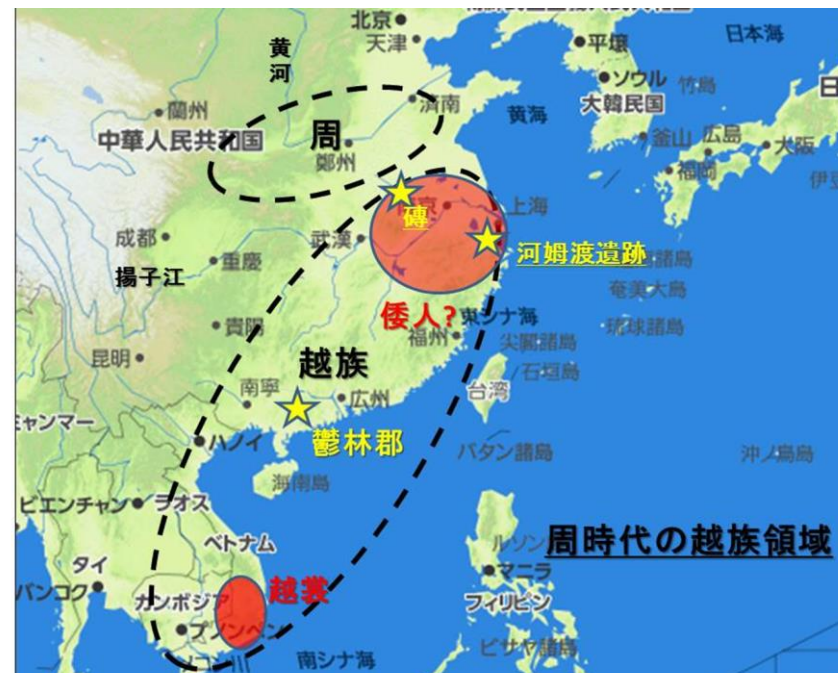 北京
天津
平壌
日本海
黄河
ソウル
竹島
済南
大韓民国
蘭州
黄海
中華人民共和国
周
釜山
広島
鄭州
大阪
福岡
磚
上海
成都
武漢
河姆渡遺跡
重慶
揚子江
奄美大島
倭人?
東シナ海
貴陽
福州
琉球諸島
尖閣諸島
昆明
越族
石垣島
南寧
広州
台湾
ミャンマー
ハノイ
鬱林郡
バタン諸島
沖ノ鳥島
海南島
ビエンチャン
ラオス
周時代の越族領域
ベトナム
タイ
マニラ
バンコク
カンボジア
越裳
フィリピン
プノンペン
ビサヤ諸島
南シナ海